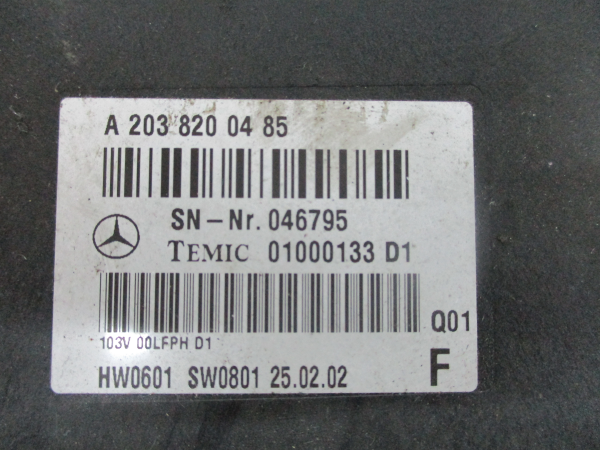 A 203 820 04 85
SN-Nr. 046795
TEMIC 01000133 D1
Q01
103V 00LFPH D1
HW0601 SW0801 25.02.02
F